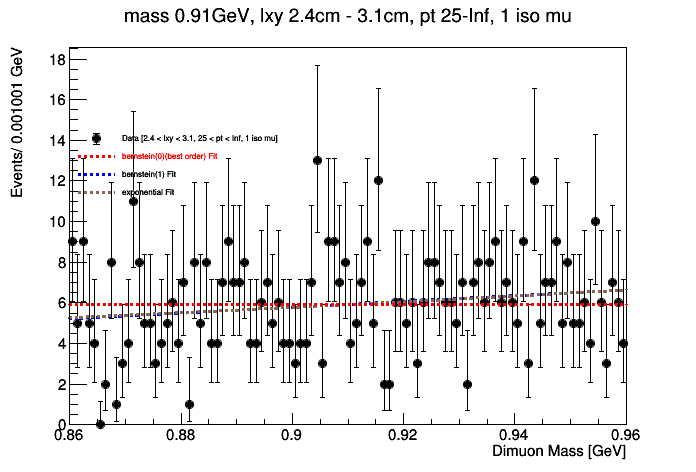 mass 0.91GeV, lxy 2.4cm - 3.1cm, pt 25-Inf, 1 iso mu
Events/ 0.001001 GeV
18
16
14
12
10
8
6
4
2
0
Data [2.4 < lxy < 3.1, 25 < pt < Inf, 1 iso mu]
bernstein(0)(best order) Fit
bernstein(1) Fit
exponential Fit
0.86 0.88 0.9 0.92 0.94 0.96
Dimuon Mass [GeV]